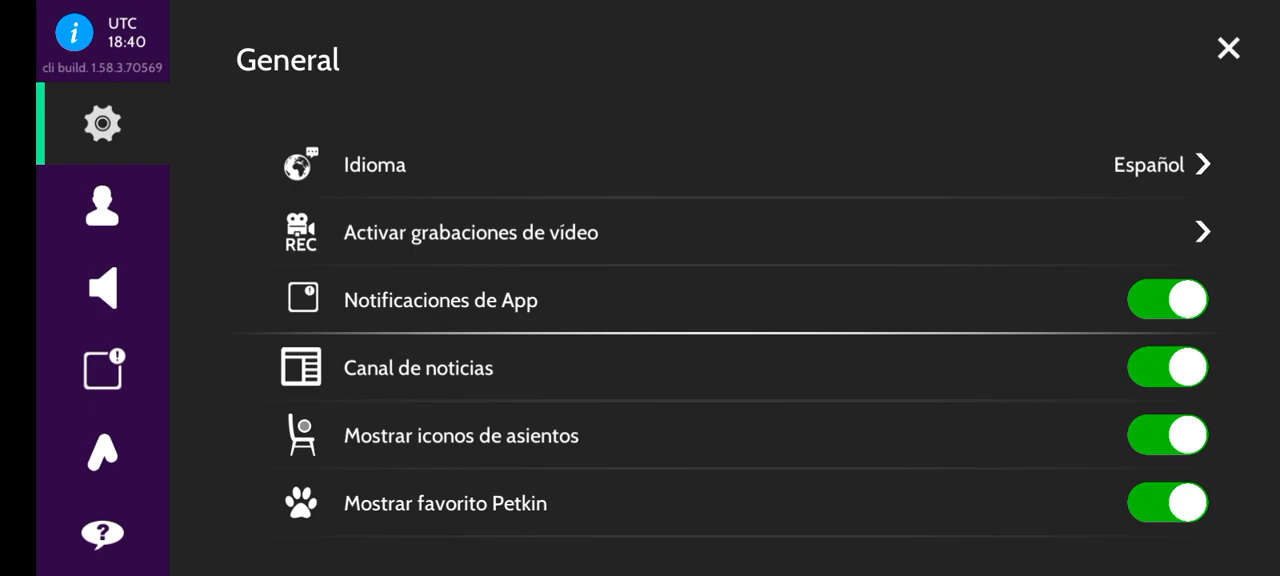 UTC
18:40
cli build. 1.58.3.70569
General
Idioma
Español
REC
Activar grabaciones de vídeo
Notificaciones de App
Canal de noticias
Mostrar iconos de asientos
Mostrar favorito Petkin